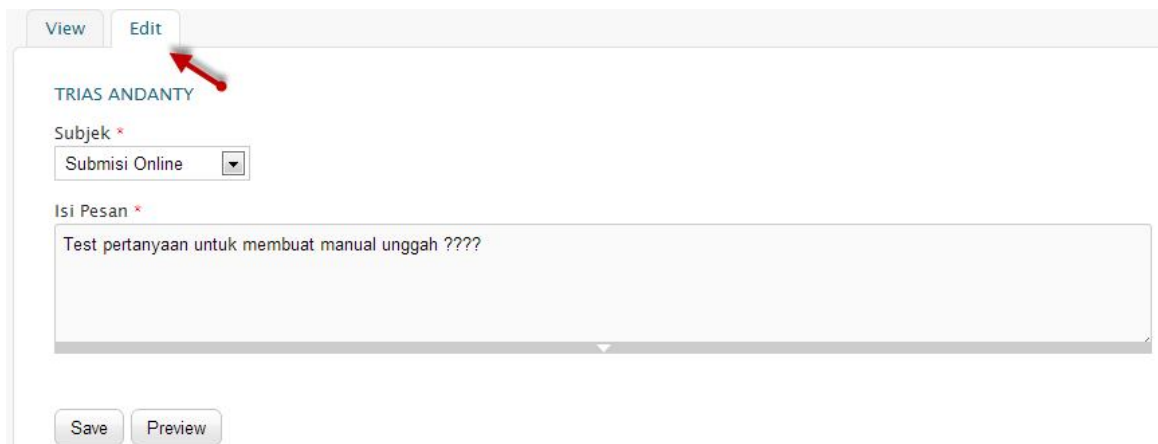 View Edit
TRIAS ANDANTY
Subjek *
Submisi Online
Isi Pesan *
Test pertanyaan untuk membuat manual unggah ????
Save Preview